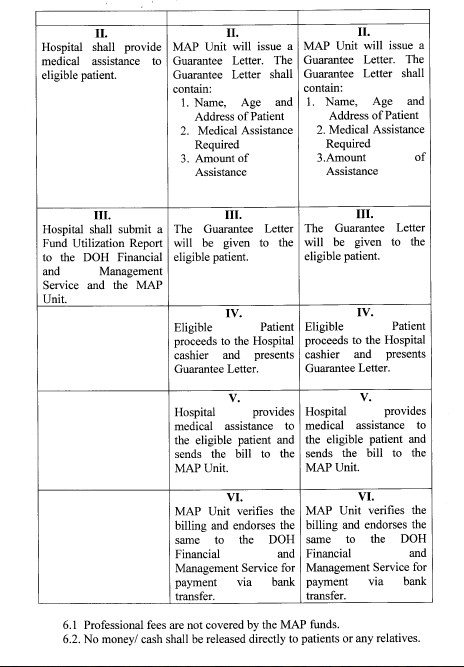 II.
Hospital shall provide
medical assistance to
eligible patient.
II.
MAP Unit will issue a
Guarantee Letter. The
Guarantee Letter shall
contain:
1. Name, Age and
Address of Patient
2. Medical Assistance
Required
3. Amount of
Assistance
II.
MAP Unit will issue a
Guarantee Letter. The
Guarantee Letter shall
contain:
1. Name, Age and
Address of Patient
2. Medical Assistance
Required
3.Amount of
Assistance
III.
Hospital shall submit a
Fund Utilization Report
to the DOH Financial
and Management
Service and the MAP
Unit.
III.
The Guarantee Letter
will be given to the
eligible patient.
III.
The Guarantee Letter
will be given to the
eligible patient.
IV.
Eligible Patient
proceeds to the Hospital
cashier and presents
Guarantee Letter.
IV.
Eligible Patient
proceeds to the Hospital
cashier and presents
Guarantee Letter.
V.
Hospital provides
medical assistance to
the eligible patient and
sends the bill to the
MAP Unit.
V.
Hospital provides
medical assistance to
the eligible patient and
sends the bill to the
MAP Unit.
VI.
MAP Unit verifies the
billing and endorses the
same to the DOH
Financial and
Management Service for
payment via bank
transfer.
VI.
MAP Unit verifies the
billing and endorses the
same to the DOH
Financial and
Management Service for
payment via bank
transfer.
6.1 Professional fees are not covered by the MAP funds.
6.2. No money/ cash shall be released directly to patients or any relatives.